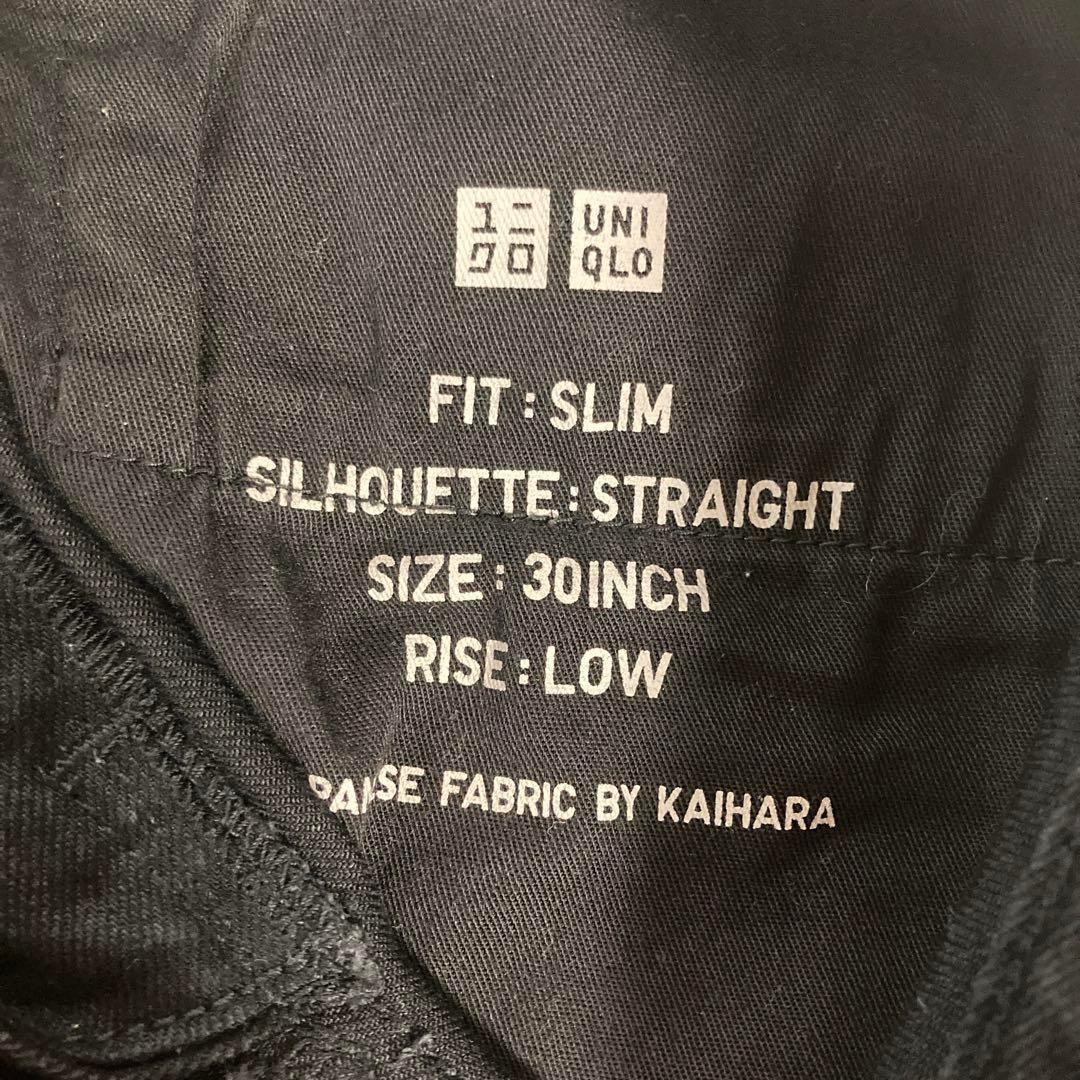 ユニ
クロ
UNI
QLO
FIT : SLIM
SILHOUETTE : STRAIGHT
SIZE : 30INCH
RISE : LOW
FABRIC BY KAIHARA